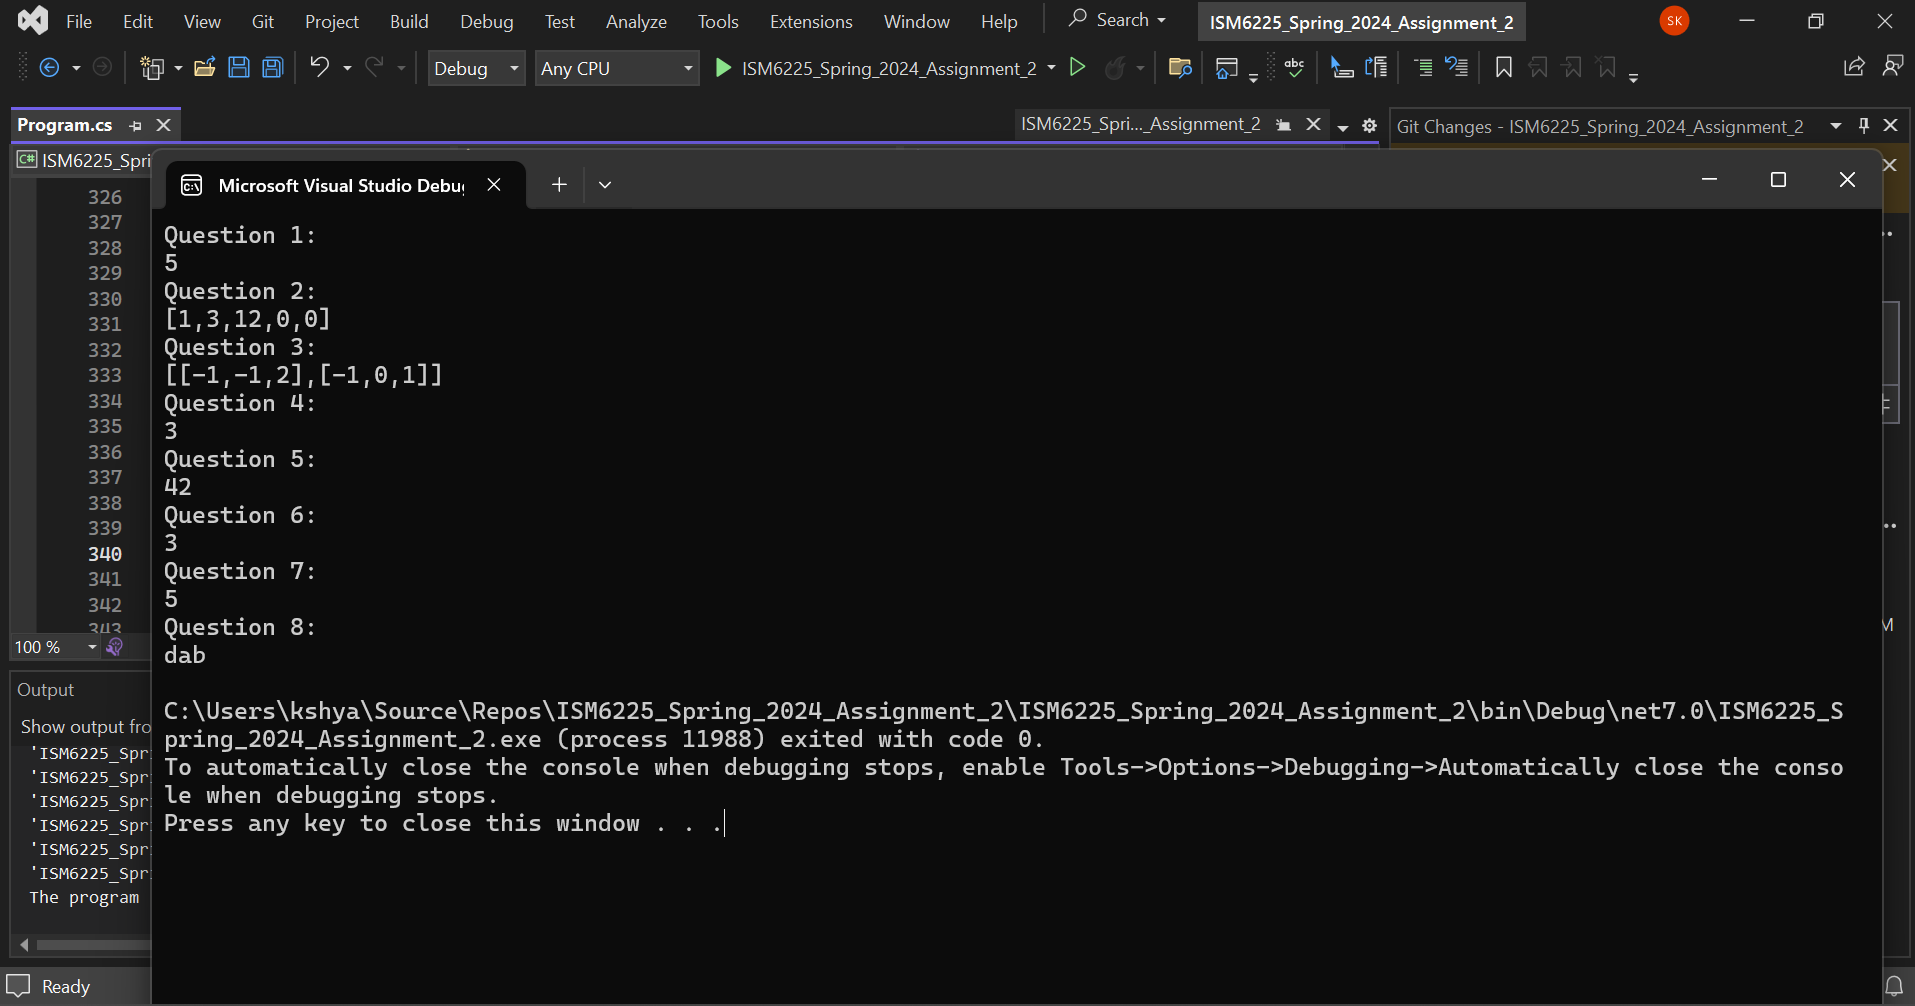 File Edit View Git Project Build Debug Test Analyze Tools Extensions Window Help Search ISM6225_Spring_2024_Assignment_2 SK
Debug Any CPU ISM6225_Spring_2024_Assignment_2
Program.cs ISM6225_Spri..._Assignment_2 Git Changes - ISM6225_Spring_2024_Assignment_2
C# ISM6225_Spri
Microsoft Visual Studio Debu
326
327
328
329
330
331
332
333
334
335
336
337
338
339
340
341
342
343
100 %
Question 1:
5
Question 2:
[1,3,12,0,0]
Question 3:
[[-1,-1,2],[-1,0,1]]
Question 4:
3
Question 5:
42
Question 6:
3
Question 7:
5
Question 8:
dab
C:\Users\kshya\Source\Repos\ISM6225_Spring_2024_Assignment_2\ISM6225_Spring_2024_Assignment_2\bin\Debug\net7.0\ISM6225_S
pring_2024_Assignment_2.exe (process 11988) exited with code 0.
To automatically close the console when debugging stops, enable Tools->Options->Debugging->Automatically close the conso
le when debugging stops.
Press any key to close this window . . .
Output
Show output fro
'ISM6225_Spri
'ISM6225_Spri
'ISM6225_Spri
'ISM6225_Spri
'ISM6225_Spri
'ISM6225_Spri
The program
Ready